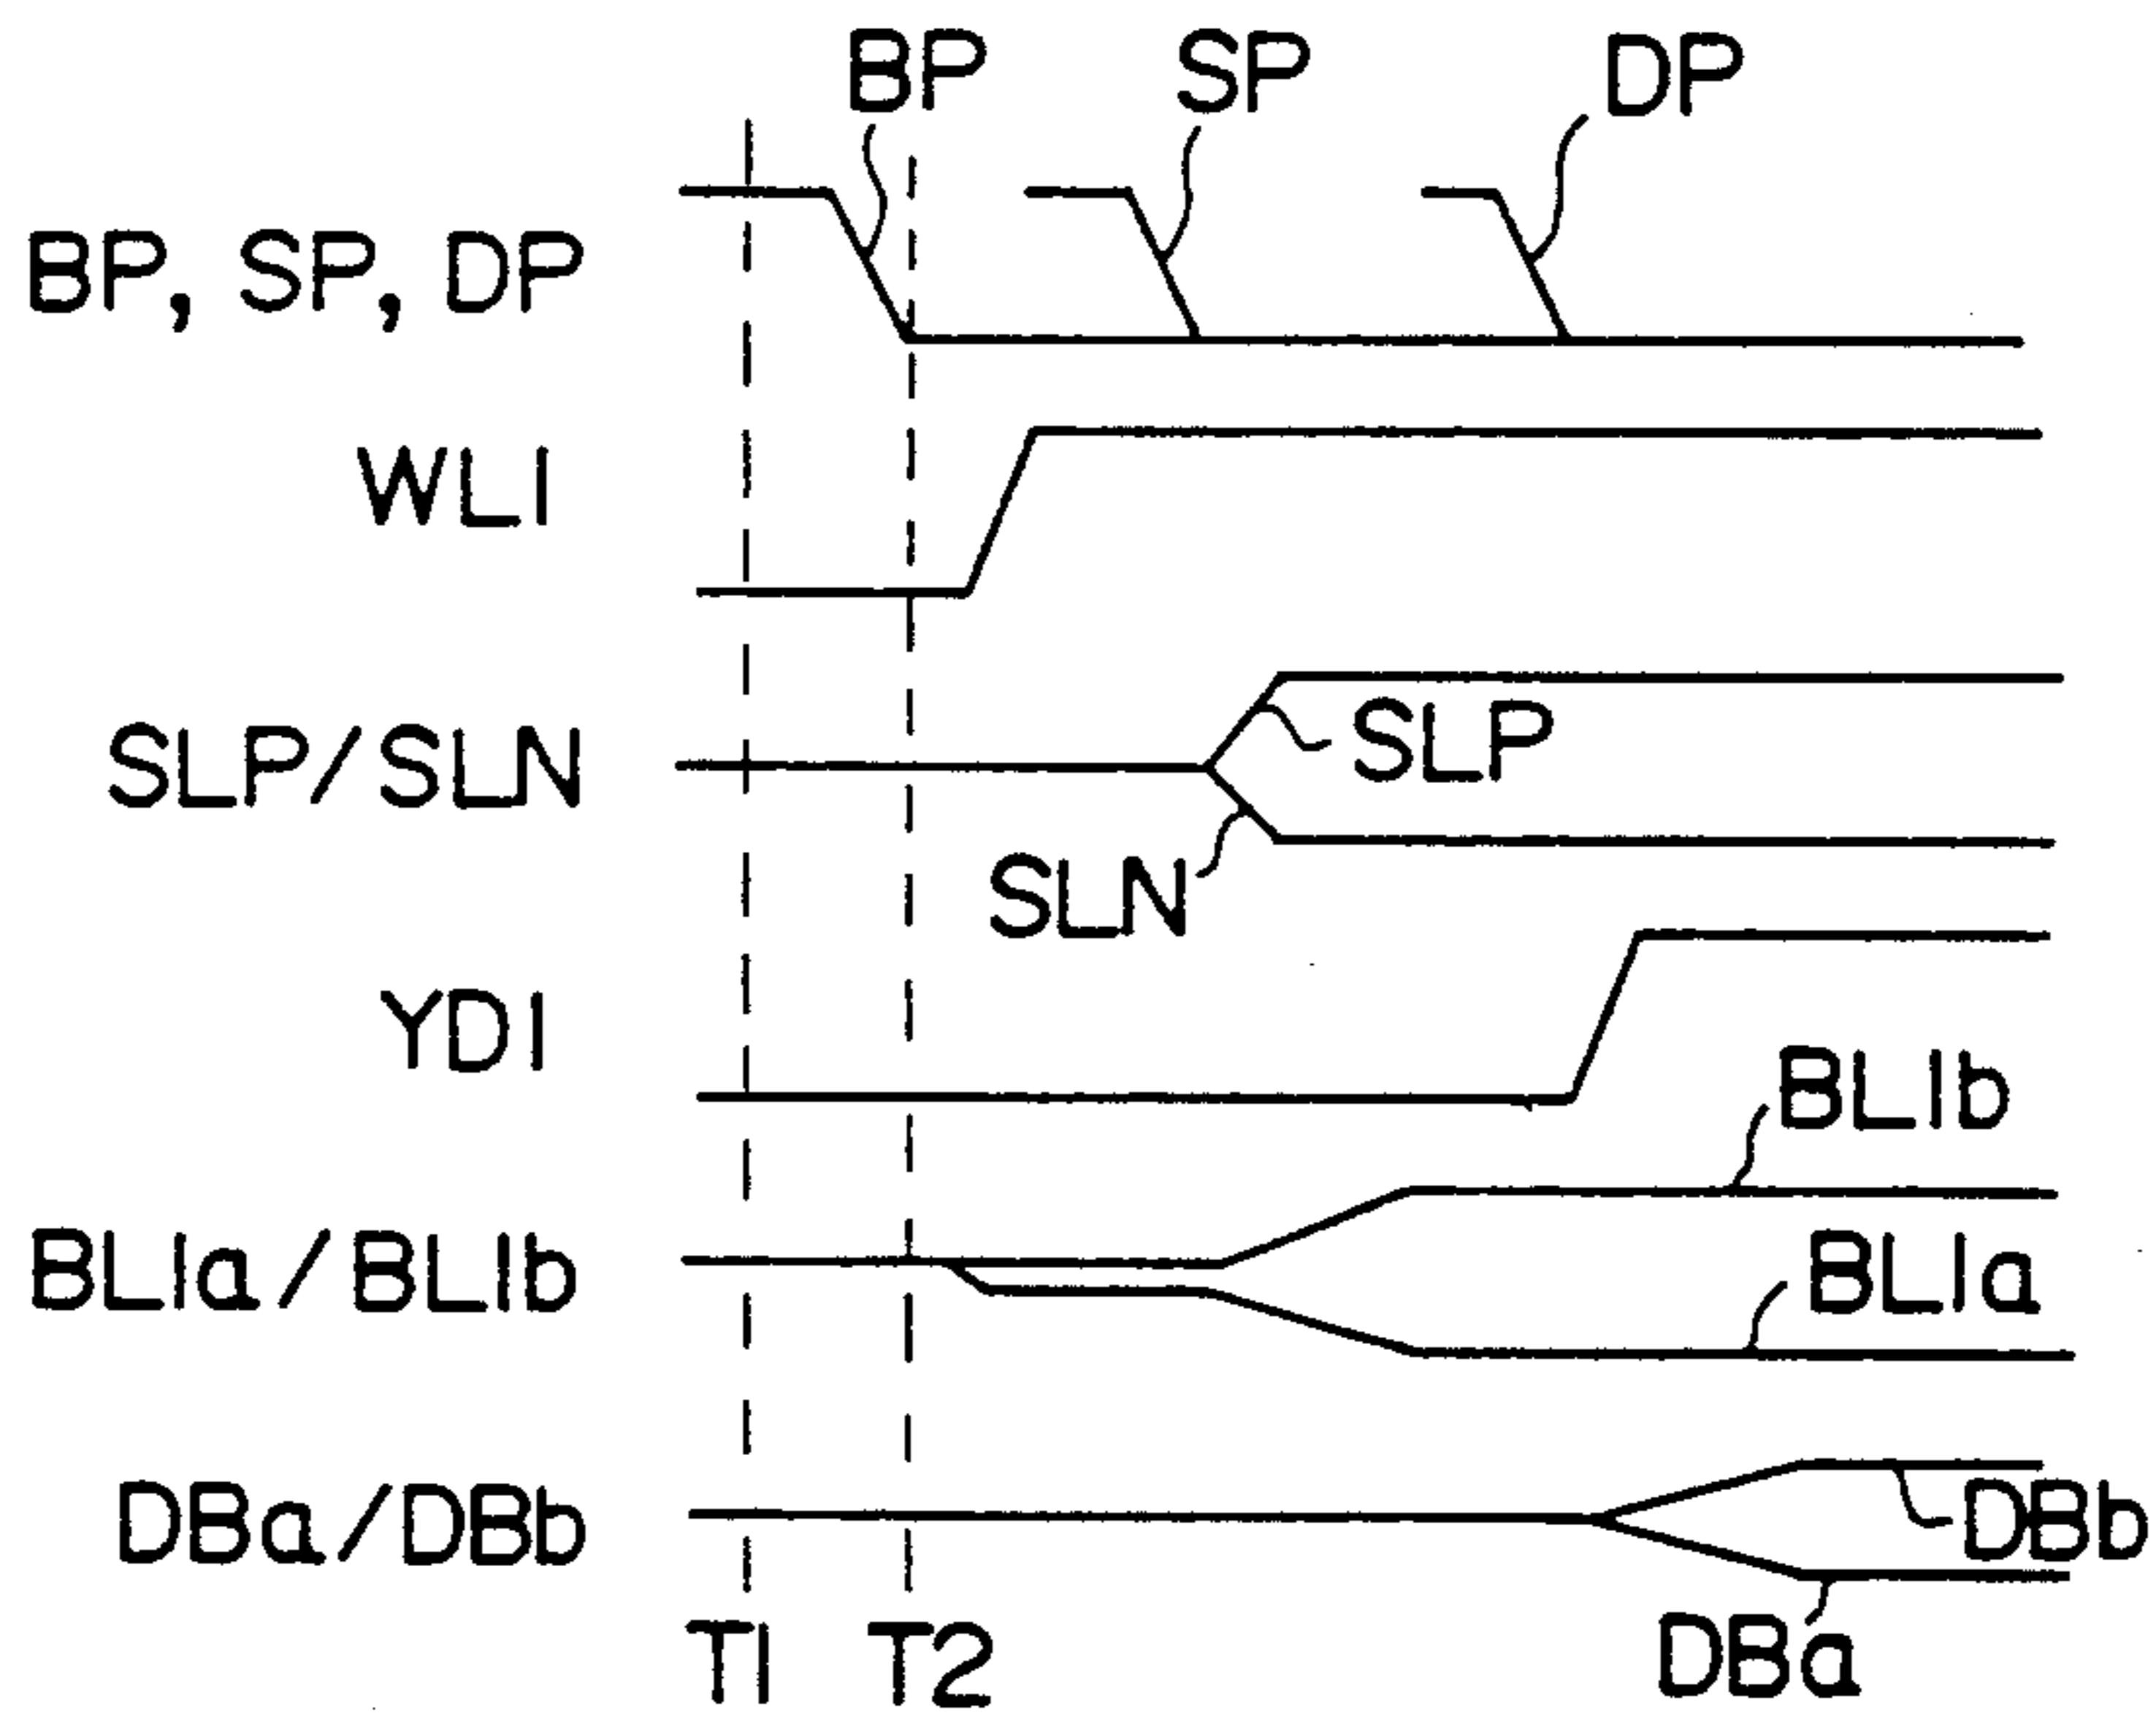 BP SP DP
BP, SP, DP
WL1
SLP/SLN
SLP
SLN
YD1
BL1b
BL1a/BL1b
BL1a
DBa/DBb
DBb
DBa
T1 T2